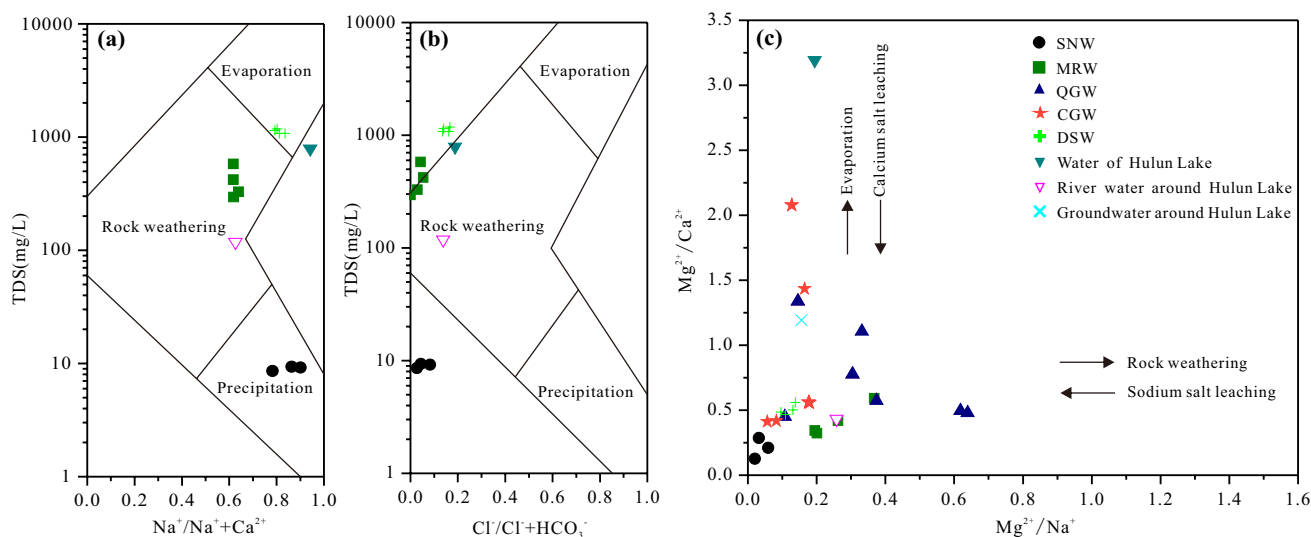 (a)
10000
1000
100
10
1
TDS(mg/L)
Evaporation
Rock weathering
Precipitation
0.0 0.2 0.4 0.6 0.8 1.0
Na⁺/Na⁺+Ca²⁺
(b)
10000
1000
100
10
1
TDS(mg/L)
Evaporation
Rock weathering
Precipitation
0.0 0.2 0.4 0.6 0.8 1.0
Cl⁻/Cl⁻+HCO₃⁻
(c)
3.5
3.0
2.5
2.0
1.5
1.0
0.5
0.0
Mg²⁺/Ca²⁺
SNW
MRW
QGW
CGW
DSW
Water of Hulun Lake
River water around Hulun Lake
Groundwater around Hulun Lake
Evaporation
Calcium salt leaching
Rock weathering
Sodium salt leaching
0.0 0.2 0.4 0.6 0.8 1.0 1.2 1.4 1.6
Mg²⁺/Na⁺